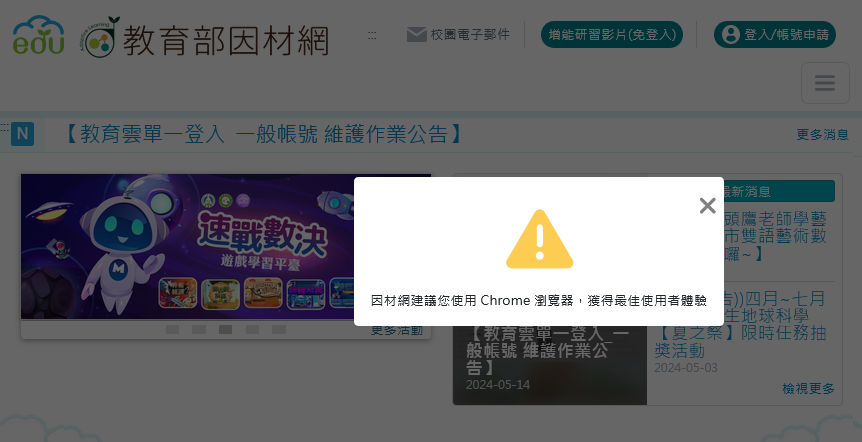 edu
教育部因材網
:::
校園電子郵件
增能研習影片(免登入)
登入/帳號申請
:::
N
【教育雲單一登入_一般帳號 維護作業公告】
更多消息
速戰數決
遊戲學習平臺
更多活動
因材網建議您使用 Chrome 瀏覽器，獲得最佳使用者體驗
【教育雲單一登入_一
般帳號 維護作業公
告】
2024-05-14
最新消息
頭鷹老師學藝
市雙語藝術數
囉~】
告))四月~七月
生地球科學
【夏之祭】限時任務抽
獎活動
2024-05-03
檢視更多